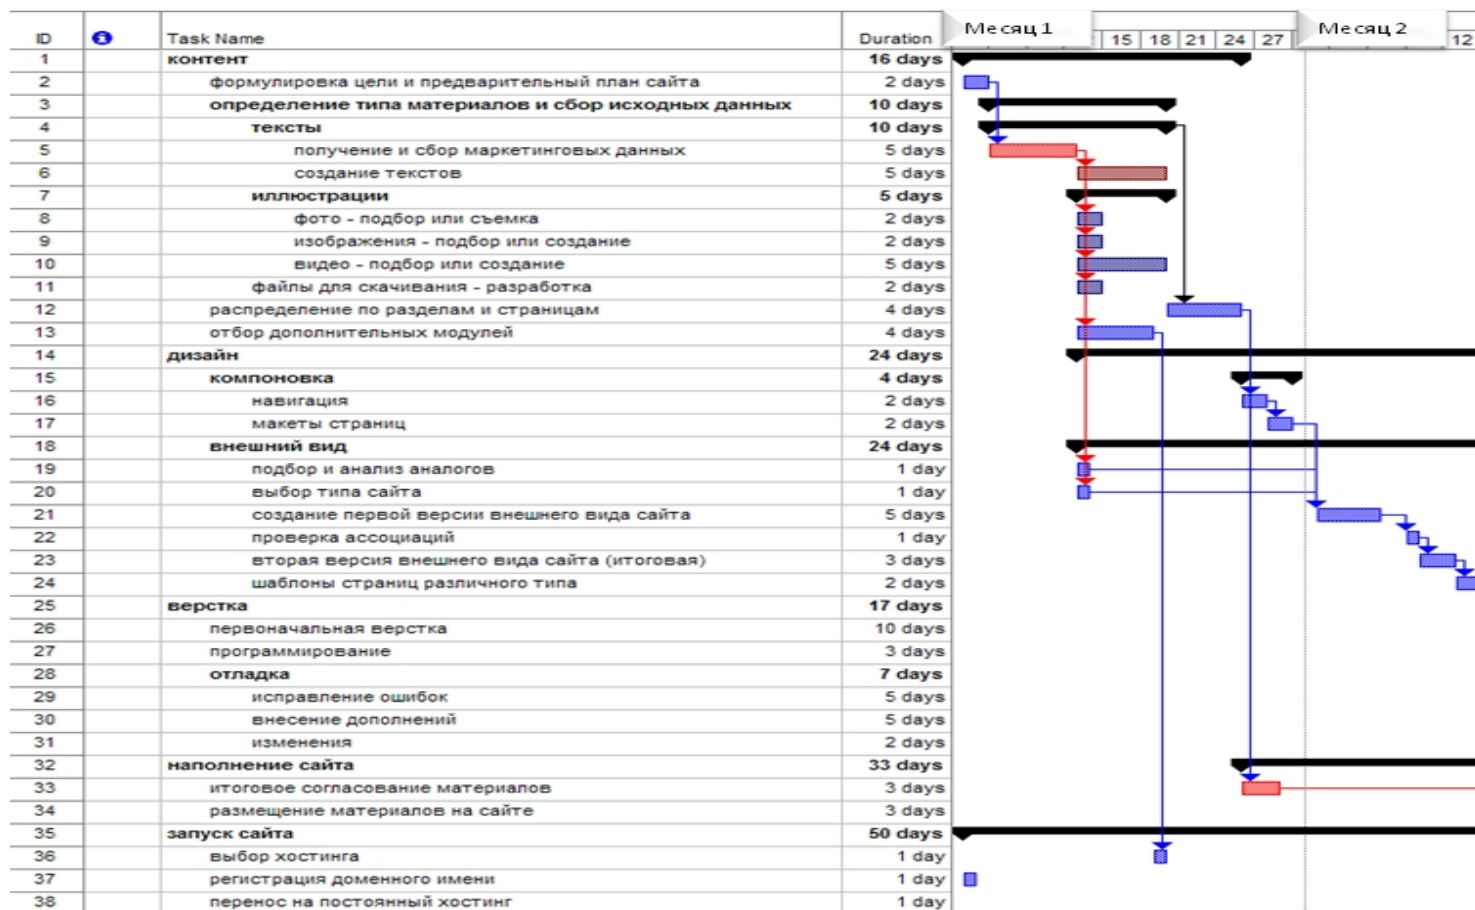 Месяц 1 Месяц 2
ID Task Name Duration 15 18 21 24 27 12
1 контент 16 days
2 формулировка цели и предварительный план сайта 2 days
3 определение типа материалов и сбор исходных данных 10 days
4 тексты 10 days
5 получение и сбор маркетинговых данных 5 days
6 создание текстов 5 days
7 иллюстрации 5 days
8 фото - подбор или съемка 2 days
9 изображения - подбор или создание 2 days
10 видео - подбор или создание 5 days
11 файлы для скачивания - разработка 2 days
12 распределение по разделам и страницам 4 days
13 отбор дополнительных модулей 4 days
14 дизайн 24 days
15 компоновка 4 days
16 навигация 2 days
17 макеты страниц 2 days
18 внешний вид 24 days
19 подбор и анализ аналогов 1 day
20 выбор типа сайта 1 day
21 создание первой версии внешнего вида сайта 5 days
22 проверка ассоциаций 1 day
23 вторая версия внешнего вида сайта (итоговая) 3 days
24 шаблоны страниц различного типа 2 days
25 верстка 17 days
26 первоначальная верстка 10 days
27 программирование 3 days
28 отладка 7 days
29 исправление ошибок 5 days
30 внесение дополнений 5 days
31 изменения 2 days
32 наполнение сайта 33 days
33 итоговое согласование материалов 3 days
34 размещение материалов на сайте 3 days
35 запуск сайта 50 days
36 выбор хостинга 1 day
37 регистрация доменного имени 1 day
38 перенос на постоянный хостинг 1 day